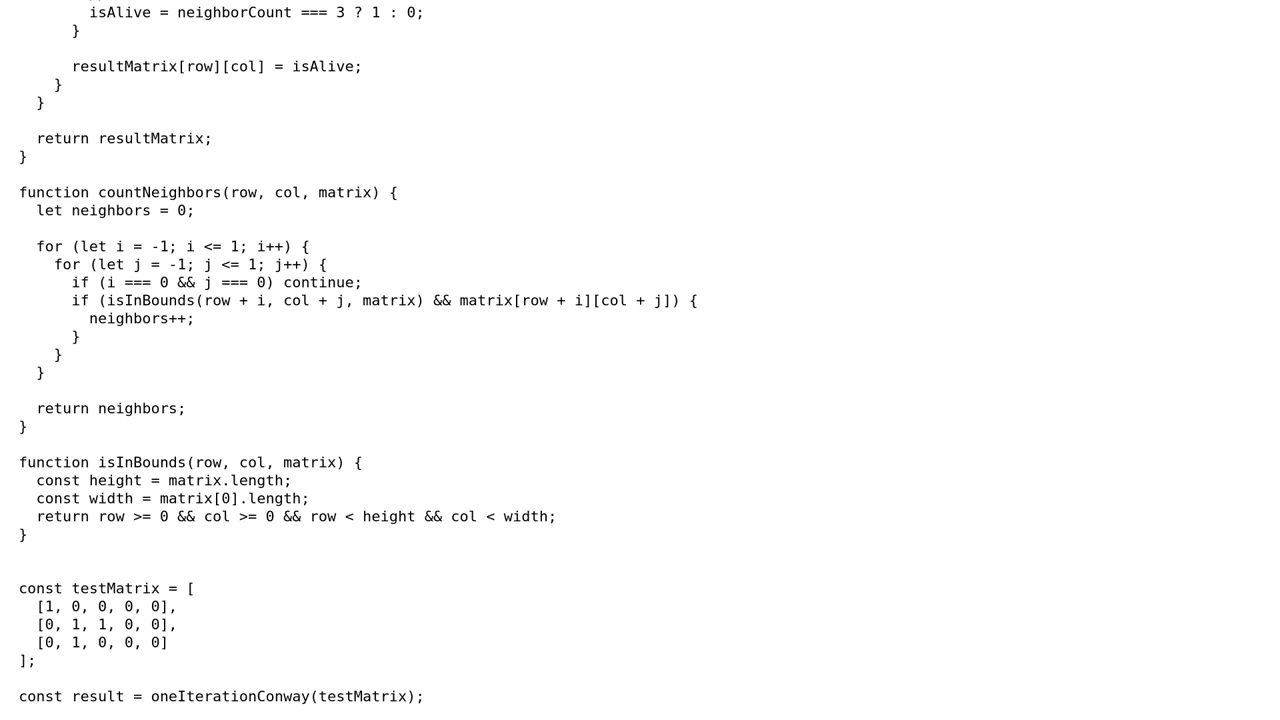 isAlive = neighborCount === 3 ? 1 : 0;
}
resultMatrix[row][col] = isAlive;
}
}
return resultMatrix;
}
function countNeighbors(row, col, matrix) {
let neighbors = 0;
for (let i = -1; i <= 1; i++) {
for (let j = -1; j <= 1; j++) {
if (i === 0 && j === 0) continue;
if (isInBounds(row + i, col + j, matrix) && matrix[row + i][col + j]) {
neighbors++;
}
}
}
return neighbors;
}
function isInBounds(row, col, matrix) {
const height = matrix.length;
const width = matrix[0].length;
return row >= 0 && col >= 0 && row < height && col < width;
}
const testMatrix = [
[1, 0, 0, 0, 0],
[0, 1, 1, 0, 0],
[0, 1, 0, 0, 0]
];
const result = oneIterationConway(testMatrix);